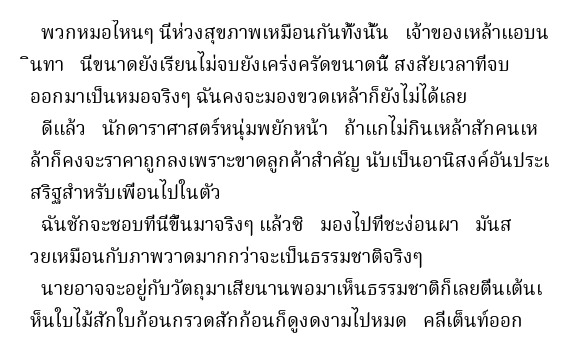 พวกหมอไหนๆ นี่ห่วงสุขภาพเหมือนกันทั้งนั้น เจ้าของเหล้าแอบน
ินทา นี่ขนาดยังเรียนไม่จบยังเคร่งครัดขนาดนี้ สงสัยเวลาที่จบ
ออกมาเป็นหมอจริงๆ ฉันคงจะมองขวดเหล้าก็ยังไม่ได้เลย
ดีแล้ว นักดาราศาสตร์หนุ่มพยักหน้า ถ้าแกไม่กินเหล้าสักคนเห
ล้าก็คงจะราคาถูกลงเพราะขาดลูกค้าสำคัญ นับเป็นอานิสงค์อันประเ
สริฐสำหรับเพื่อนไปในตัว
ฉันชักจะชอบที่นี่ขึ้นมาจริงๆ แล้วซิ มองไปที่ชะง่อนผา มันส
วยเหมือนกับภาพวาดมากกว่าจะเป็นธรรมชาติจริงๆ
นายอาจจะอยู่กับวัตถุมาเสียนานพอมาเห็นธรรมชาติก็เลยตื่นเต้นเ
ห็นใบไม้สักใบก้อนกรวดสักก้อนก็ดูงดงามไปหมด คลีเต็นท์ออก